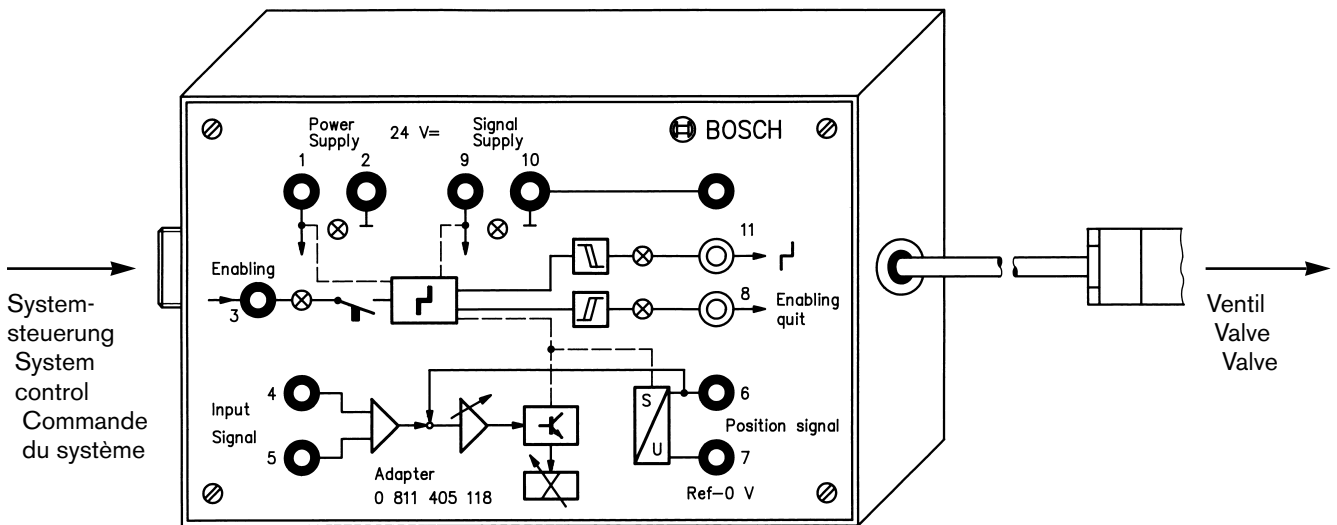 Power
Supply
24 V=
Signal
Supply
BOSCH
1
2
9
10
11
Enabling
3
8
Enabling
quit
System-
steuerung
System
control
Commande
du système
Ventil
Valve
Valve
4
Input
Signal
5
S
U
6
Position signal
7
Adapter
0 811 405 118
Ref-0 V